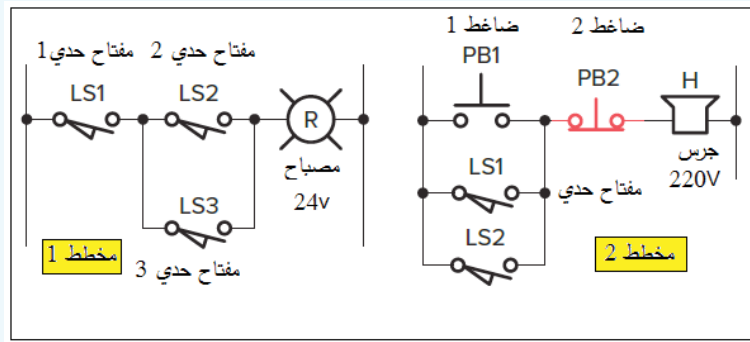 مفتاح حدي1
مفتاح حدي 2
LS1
LS2
R
مصباح
24v
LS3
مفتاح حدي 3
مخطط 1
ضاغط 1
ضاغط 2
PB1
PB2
H
جرس
220V
LS1
مفتاح حدي
LS2
مخطط 2